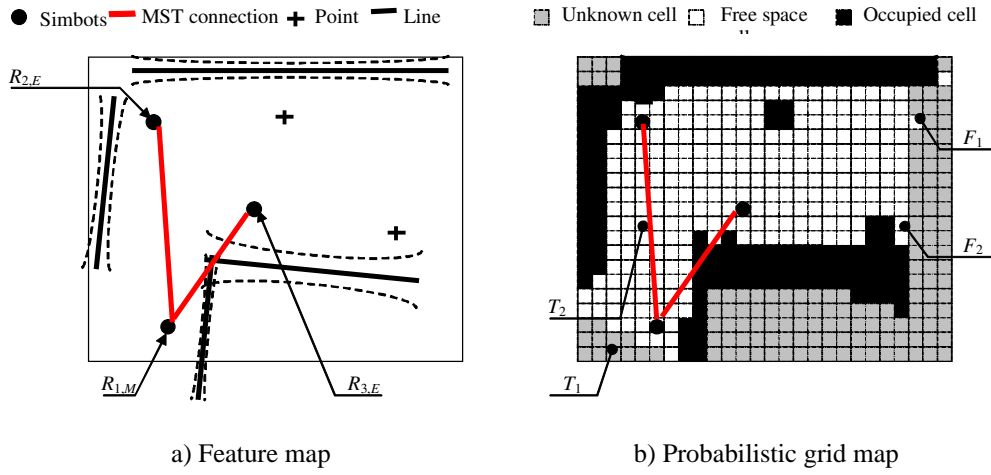 Simbots MST connection Point Line
Unknown cell Free space Occupied cell
R2,E
R1,M
R3,E
F1
F2
T2
T1
a) Feature map
b) Probabilistic grid map